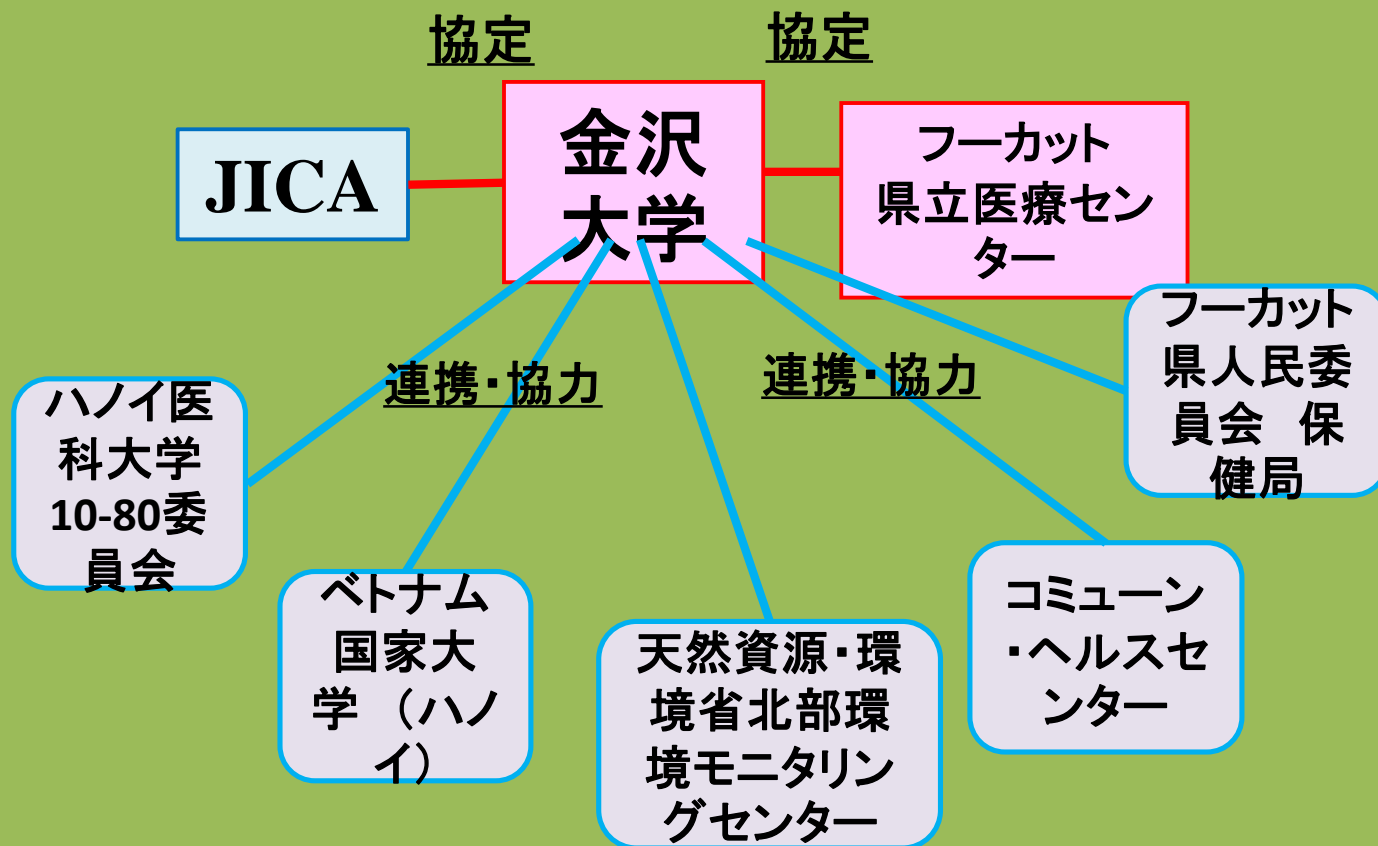 協定
協定
金沢
大学
JICA
フーカット
県立医療セン
ター
フーカット
県人民委
員会　保
健局
連携・協力
連携・協力
ハノイ医
科大学
10-80委
員会
ベトナム
国家大
学　（ハノ
イ）
天然資源・環
境省北部環
境モニタリン
グセンター
コミューン
・ヘルスセ
ンター